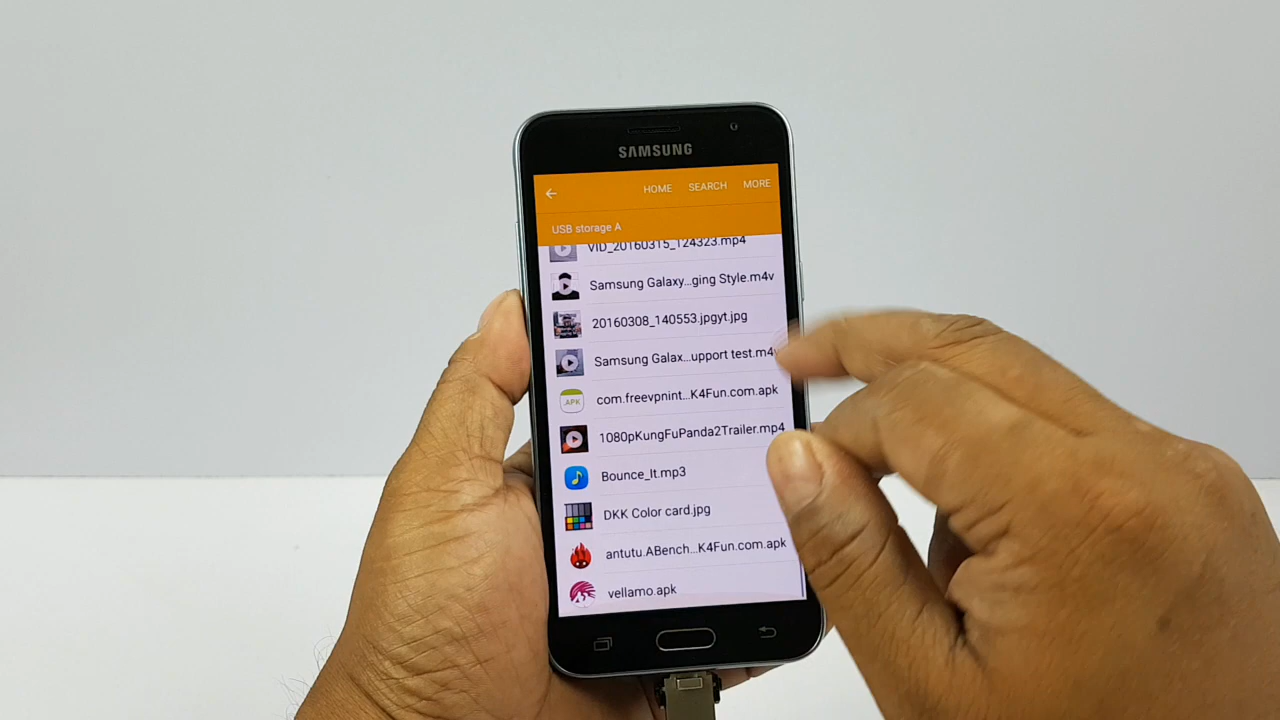 SAMSUNG
HOME SEARCH MORE
USB storage A
VID_20160315_124323.mp4
Samsung Galaxy...ging Style.m4v
20160308_140553.jpgyt.jpg
Samsung Galax...upport test.m4v
.APK com.freevpnint...K4Fun.com.apk
1080pKungFuPanda2Trailer.mp4
Bounce_It.mp3
DKK Color card.jpg
antutu.ABench...K4Fun.com.apk
vellamo.apk